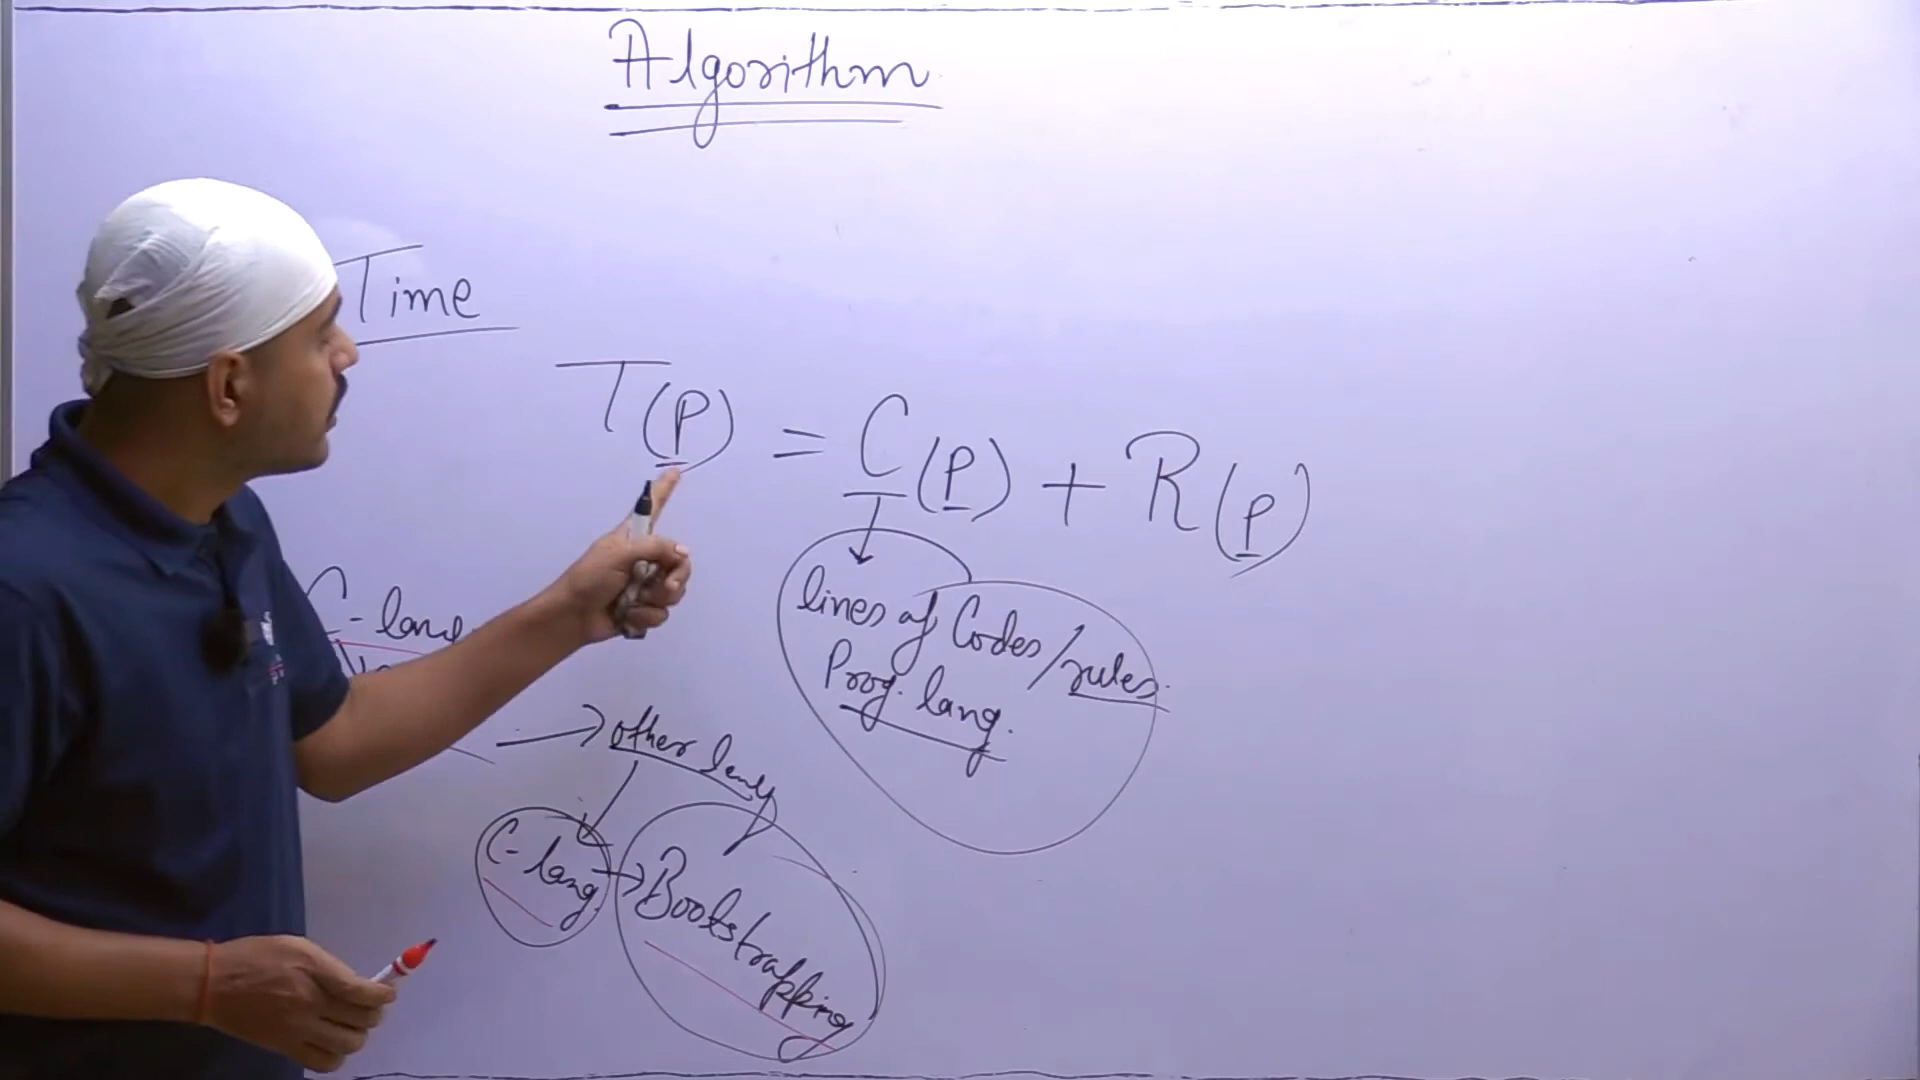 Algorithm
Time
T(P) = C(P) + R(P)
lines of Codes/rules.
Prog. lang.
C-lang
other lang
C-lang.
Bootstrapping